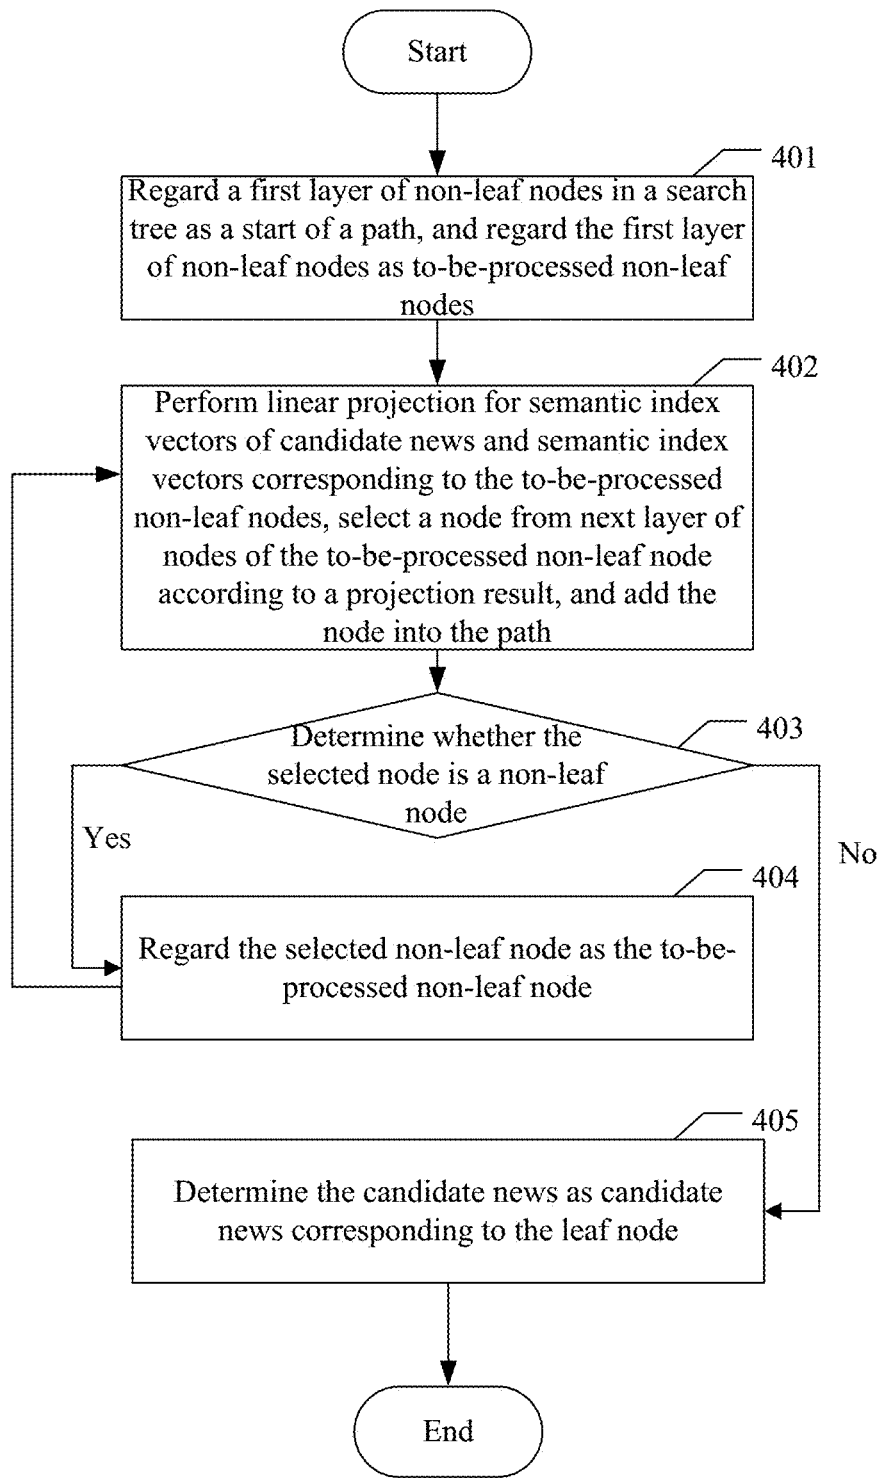 Start
401
Regard a first layer of non-leaf nodes in a search
tree as a start of a path, and regard the first layer
of non-leaf nodes as to-be-processed non-leaf
nodes
402
Perform linear projection for semantic index
vectors of candidate news and semantic index
vectors corresponding to the to-be-processed
non-leaf nodes, select a node from next layer of
nodes of the to-be-processed non-leaf node
according to a projection result, and add the
node into the path
403
Determine whether the
selected node is a non-leaf
node
Yes
No
404
Regard the selected non-leaf node as the to-be-
processed non-leaf node
405
Determine the candidate news as candidate
news corresponding to the leaf node
End